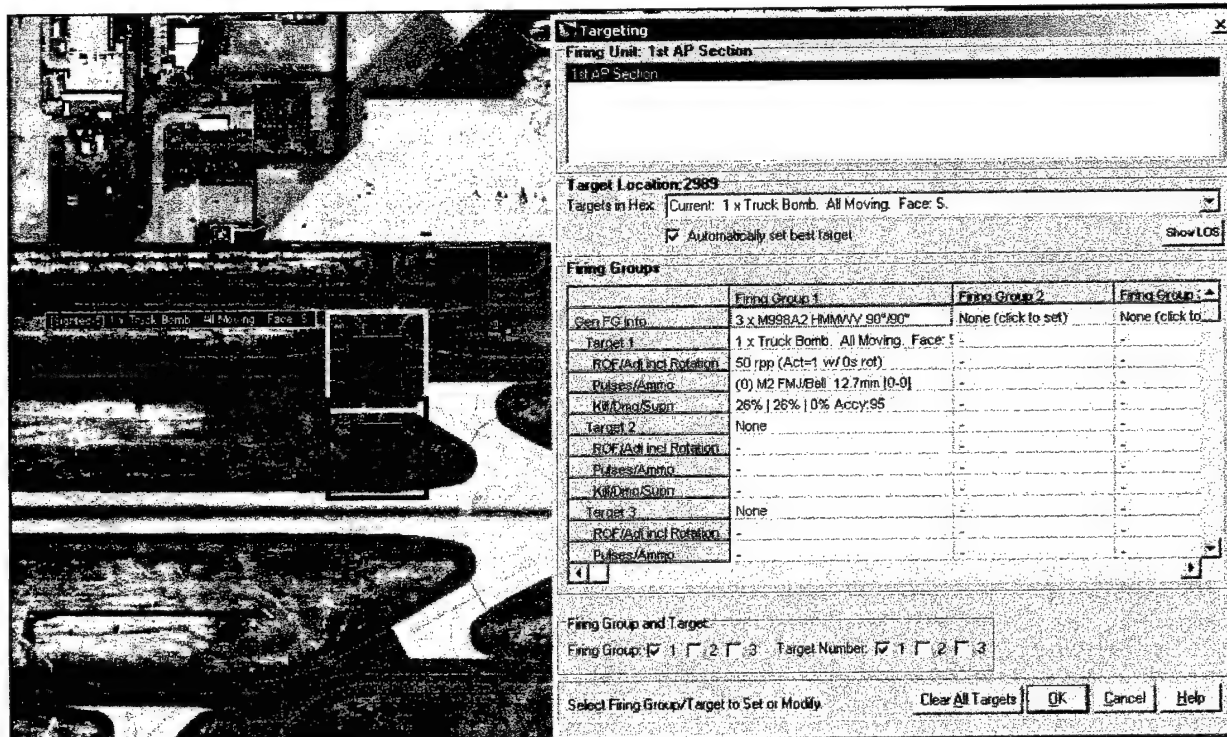 Targeting
Firing Unit: 1st AP Section
1st AP Section
Target Location:2989
Targets in Hex: Current: 1 x Truck Bomb. All Moving. Face: S.
Automatically set best target
Show LOS
Firing Groups
Firing Group 1 Firing Group 2 Firing Group
Gen FG Info 3 x M998A2 HMMWV 90°/90° None (click to set) None (click to
Target 1 1 x Truck Bomb. All Moving. Face: - -
ROF/Adj incl Rotation 50 rpp (Act=1 w/ 0s rot) - -
Pulses/Ammo (0) M2 FMJ/Ball 12.7mm [0-9] - -
Kill/Dmg/Supr 26% | 26% | 0% Accy:95 - -
Target 2 None - -
ROF/Adj incl Rotation - - -
Pulses/Ammo - - -
Kill/Dmg/Supr - - -
Target 3 None - -
ROF/Adj incl Rotation - - -
Pulses/Ammo - - -
1 x Truck Bomb. All Moving. Face: S
Firing Group and Target
Firing Group: 1 2 3 Target Number: 1 2 3
Select Firing Group/Target to Set or Modify.
Clear All Targets OK Cancel Help